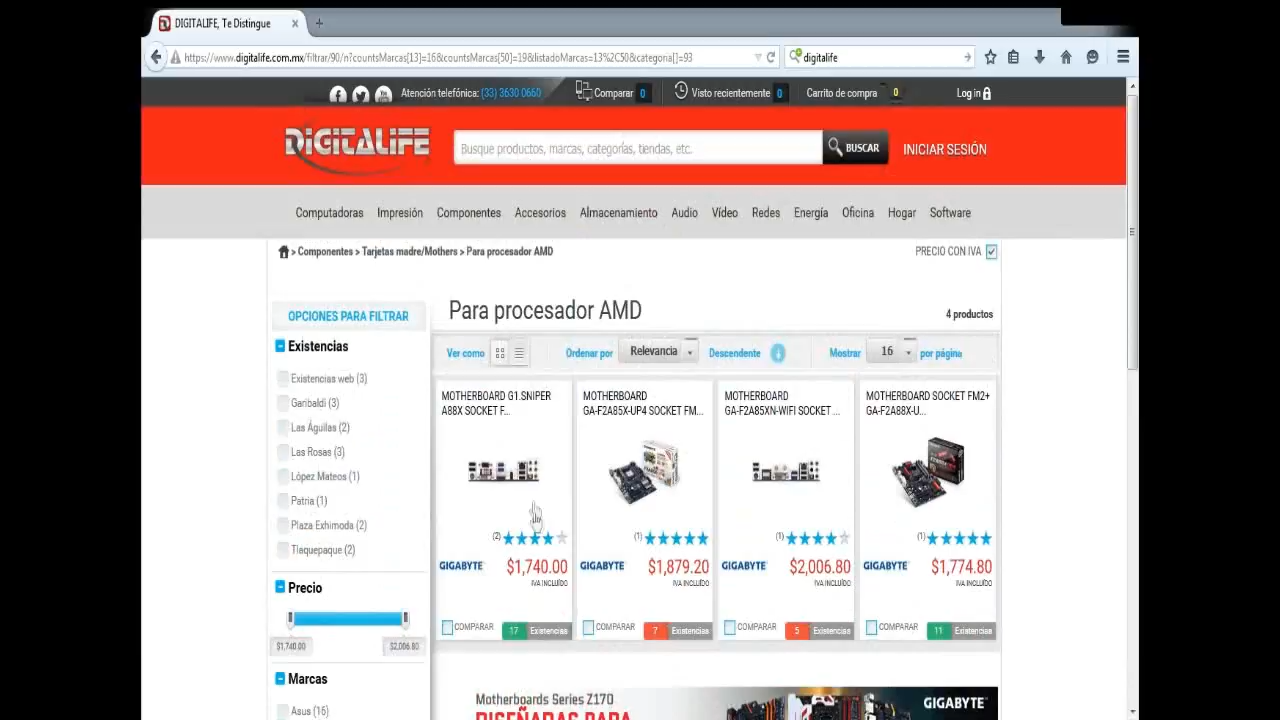 DIGITALIFE, Te Distingue
https://www.digitalife.com.mx/filtrar/90/n?countsMarcas[13]=16&countsMarcas[50]=19&listadoMarcas=13%2C50&categoria[]=93
digitalife
Atención telefónica: (33) 3630 0660
Comparar 0
Visto recientemente 0
Carrito de compra 0
Log in
DIGITALIFE
Busque productos, marcas, categorías, tiendas, etc.
BUSCAR
INICIAR SESIÓN
Computadoras Impresión Componentes Accesorios Almacenamiento Audio Vídeo Redes Energía Oficina Hogar Software
> Componentes > Tarjetas madre/Mothers > Para procesador AMD
PRECIO CON IVA
OPCIONES PARA FILTRAR
Existencias
Existencias web (3)
Garibaldi (3)
Las Águilas (2)
Las Rosas (3)
López Mateos (1)
Patria (1)
Plaza Exhimoda (2)
Tlaquepaque (2)
Precio
$1,740.00 $2,006.80
Marcas
Asus (16)
Para procesador AMD
4 productos
Ver como
Ordenar por Relevancia
Descendente
Mostrar 16 por página
MOTHERBOARD G1.SNIPER
A88X SOCKET F...
(2)
GIGABYTE $1,740.00
IVA INCLUÍDO
COMPARAR 17 Existencias
MOTHERBOARD
GA-F2A85X-UP4 SOCKET FM...
(1)
GIGABYTE $1,879.20
IVA INCLUÍDO
COMPARAR 7 Existencias
MOTHERBOARD
GA-F2A85XN-WIFI SOCKET ...
(1)
GIGABYTE $2,006.80
IVA INCLUÍDO
COMPARAR 5 Existencias
MOTHERBOARD SOCKET FM2+
GA-F2A88X-U...
(1)
GIGABYTE $1,774.80
IVA INCLUÍDO
COMPARAR 11 Existencias
Motherboards Series Z170
DISEÑADAS PARA
GIGABYTE